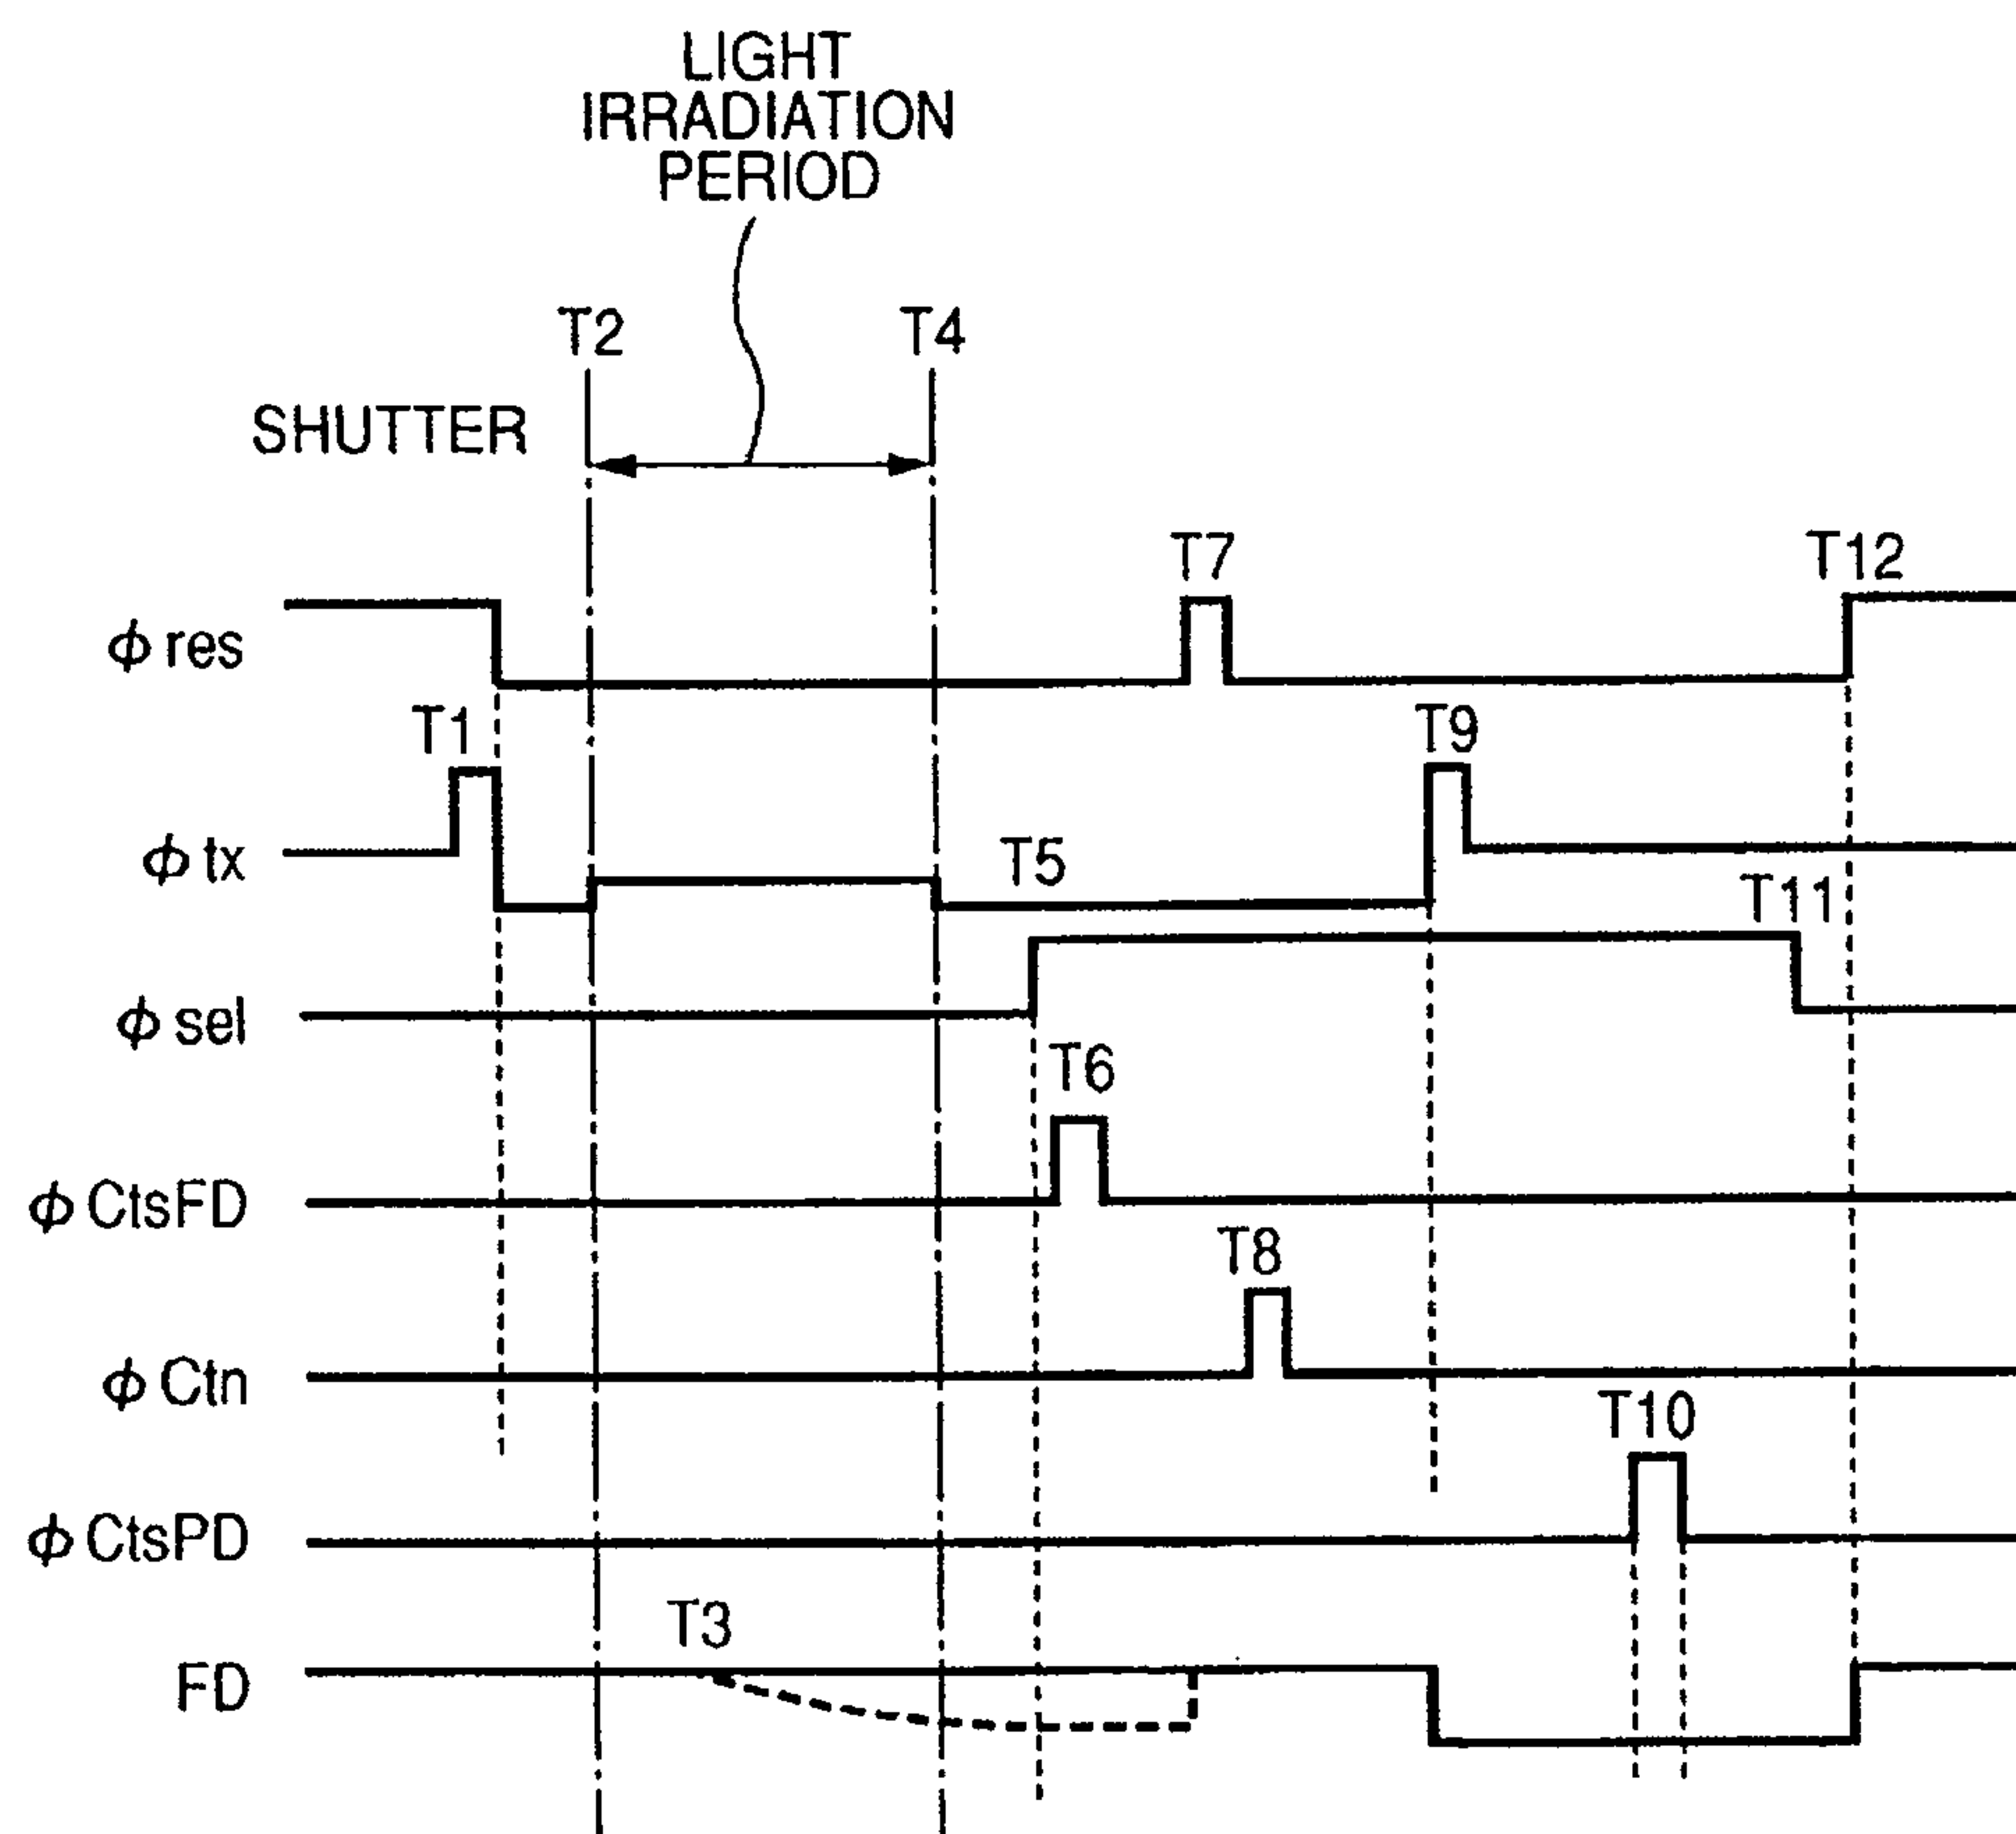 LIGHT
IRRADIATION
PERIOD
T2
T4
SHUTTER
T7
T12
ϕ res
T1
T9
ϕ tx
T5
T11
ϕ sel
T6
ϕ CtsFD
T8
ϕ Ctn
T10
ϕ CtsPD
T3
FD